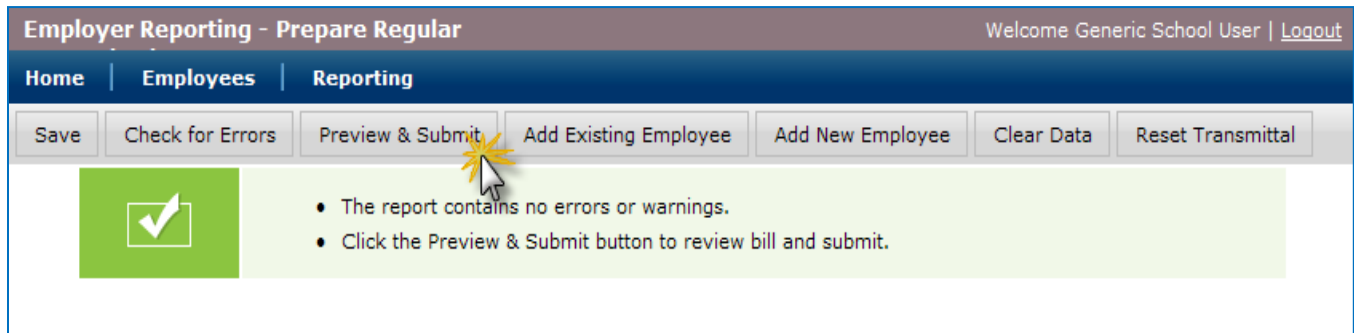 Employer Reporting - Prepare Regular
Welcome Generic School User | Logout
Home | Employees | Reporting
Save Check for Errors Preview & Submit Add Existing Employee Add New Employee Clear Data Reset Transmittal
• The report contains no errors or warnings.
• Click the Preview & Submit button to review bill and submit.